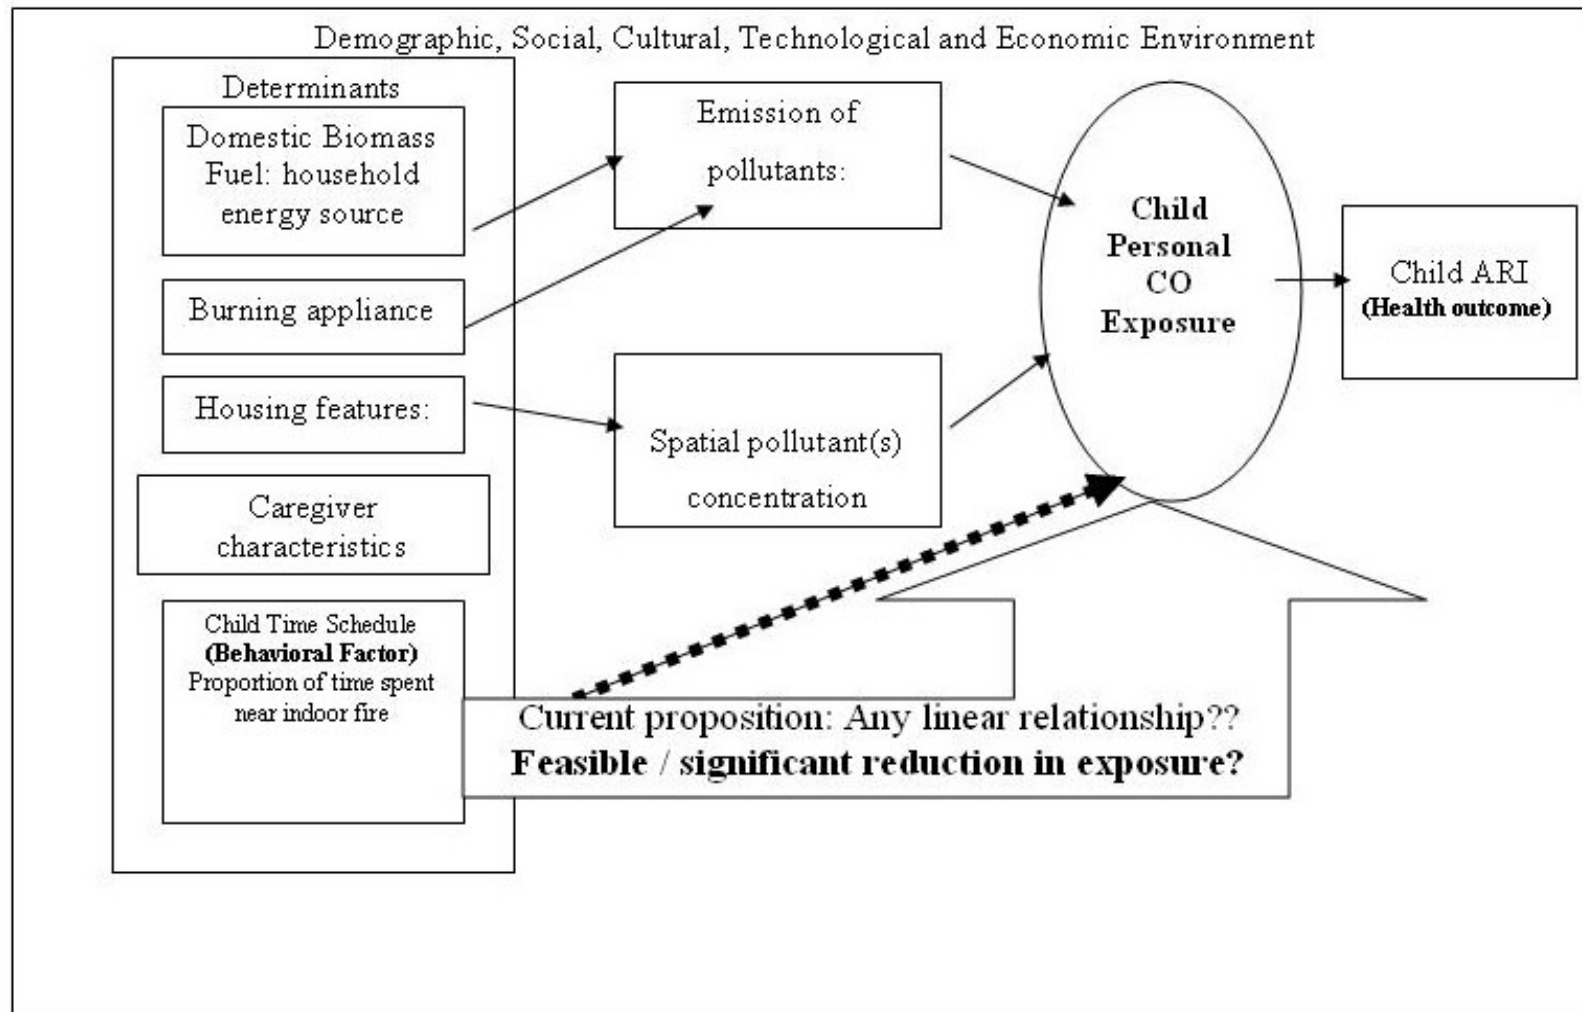 Demographic, Social, Cultural, Technological and Economic Environment
Determinants
Domestic Biomass
Fuel: household
energy source
Burning appliance
Housing features:
Caregiver
characteristics
Child Time Schedule
(Behavioral Factor)
Proportion of time spent
near indoor fire
Emission of
pollutants:
Spatial pollutant(s)
concentration
Child
Personal
CO
Exposure
Child ARI
(Health outcome)
Current proposition: Any linear relationship??
Feasible / significant reduction in exposure?